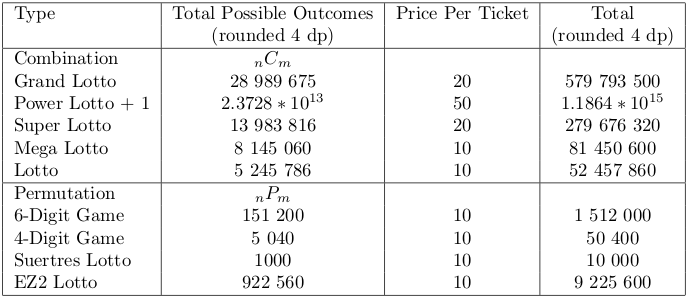 Type Total Possible Outcomes Price Per Ticket Total
(rounded 4 dp) (rounded 4 dp)
Combination nCm
Grand Lotto 28 989 675 20 579 793 500
Power Lotto + 1 2.3728 ∗ 10^13 50 1.1864 ∗ 10^15
Super Lotto 13 983 816 20 279 676 320
Mega Lotto 8 145 060 10 81 450 600
Lotto 5 245 786 10 52 457 860
Permutation nPm
6-Digit Game 151 200 10 1 512 000
4-Digit Game 5 040 10 50 400
Suertres Lotto 1000 10 10 000
EZ2 Lotto 922 560 10 9 225 600